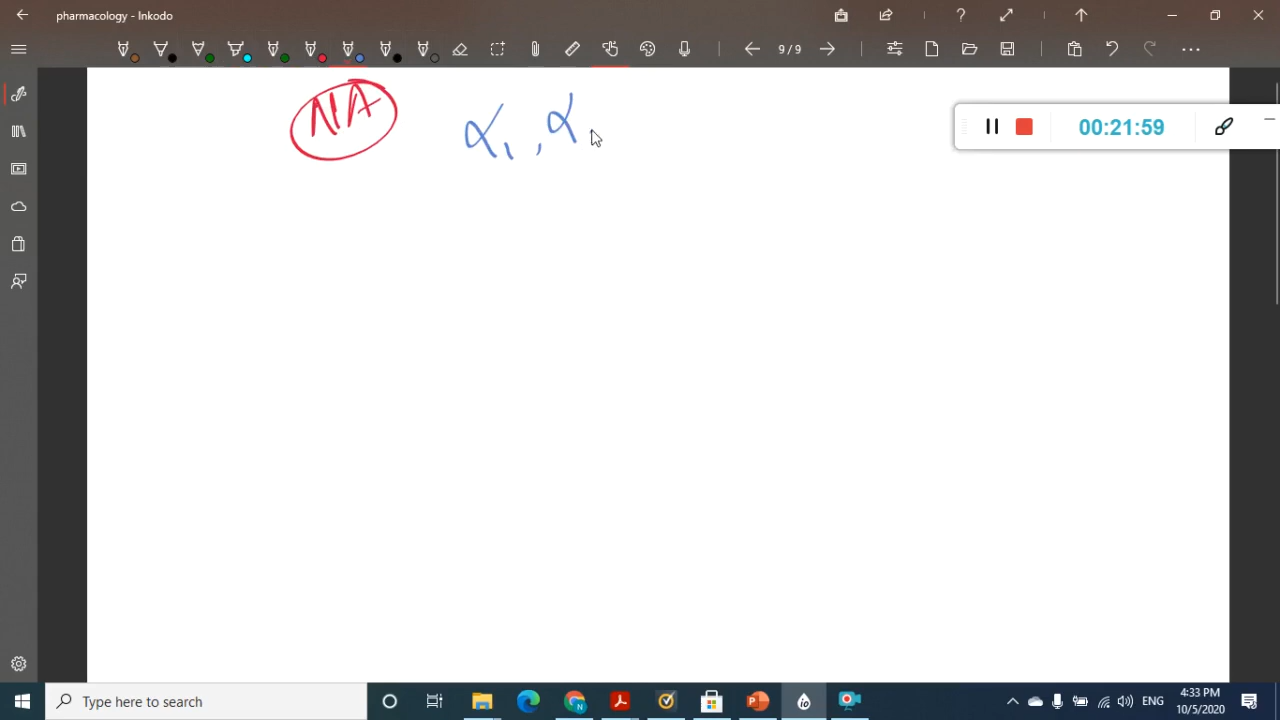 pharmacology - Inkodo
9/9
NA α₁, α
00:21:59
Type here to search
ENG
4:33 PM
10/5/2020